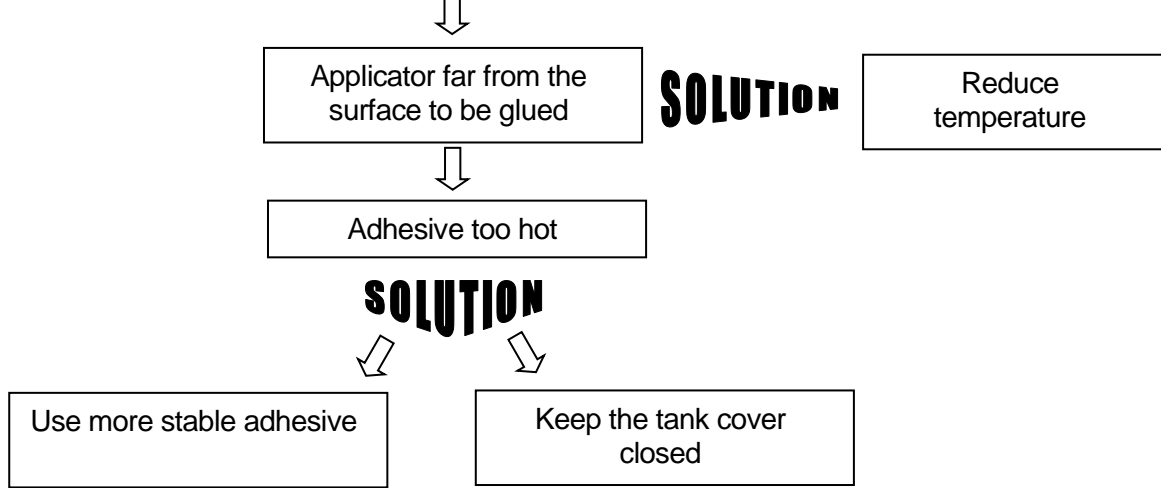 Applicator far from the
surface to be glued
SOLUTION
Reduce
temperature
Adhesive too hot
SOLUTION
Use more stable adhesive
Keep the tank cover
closed